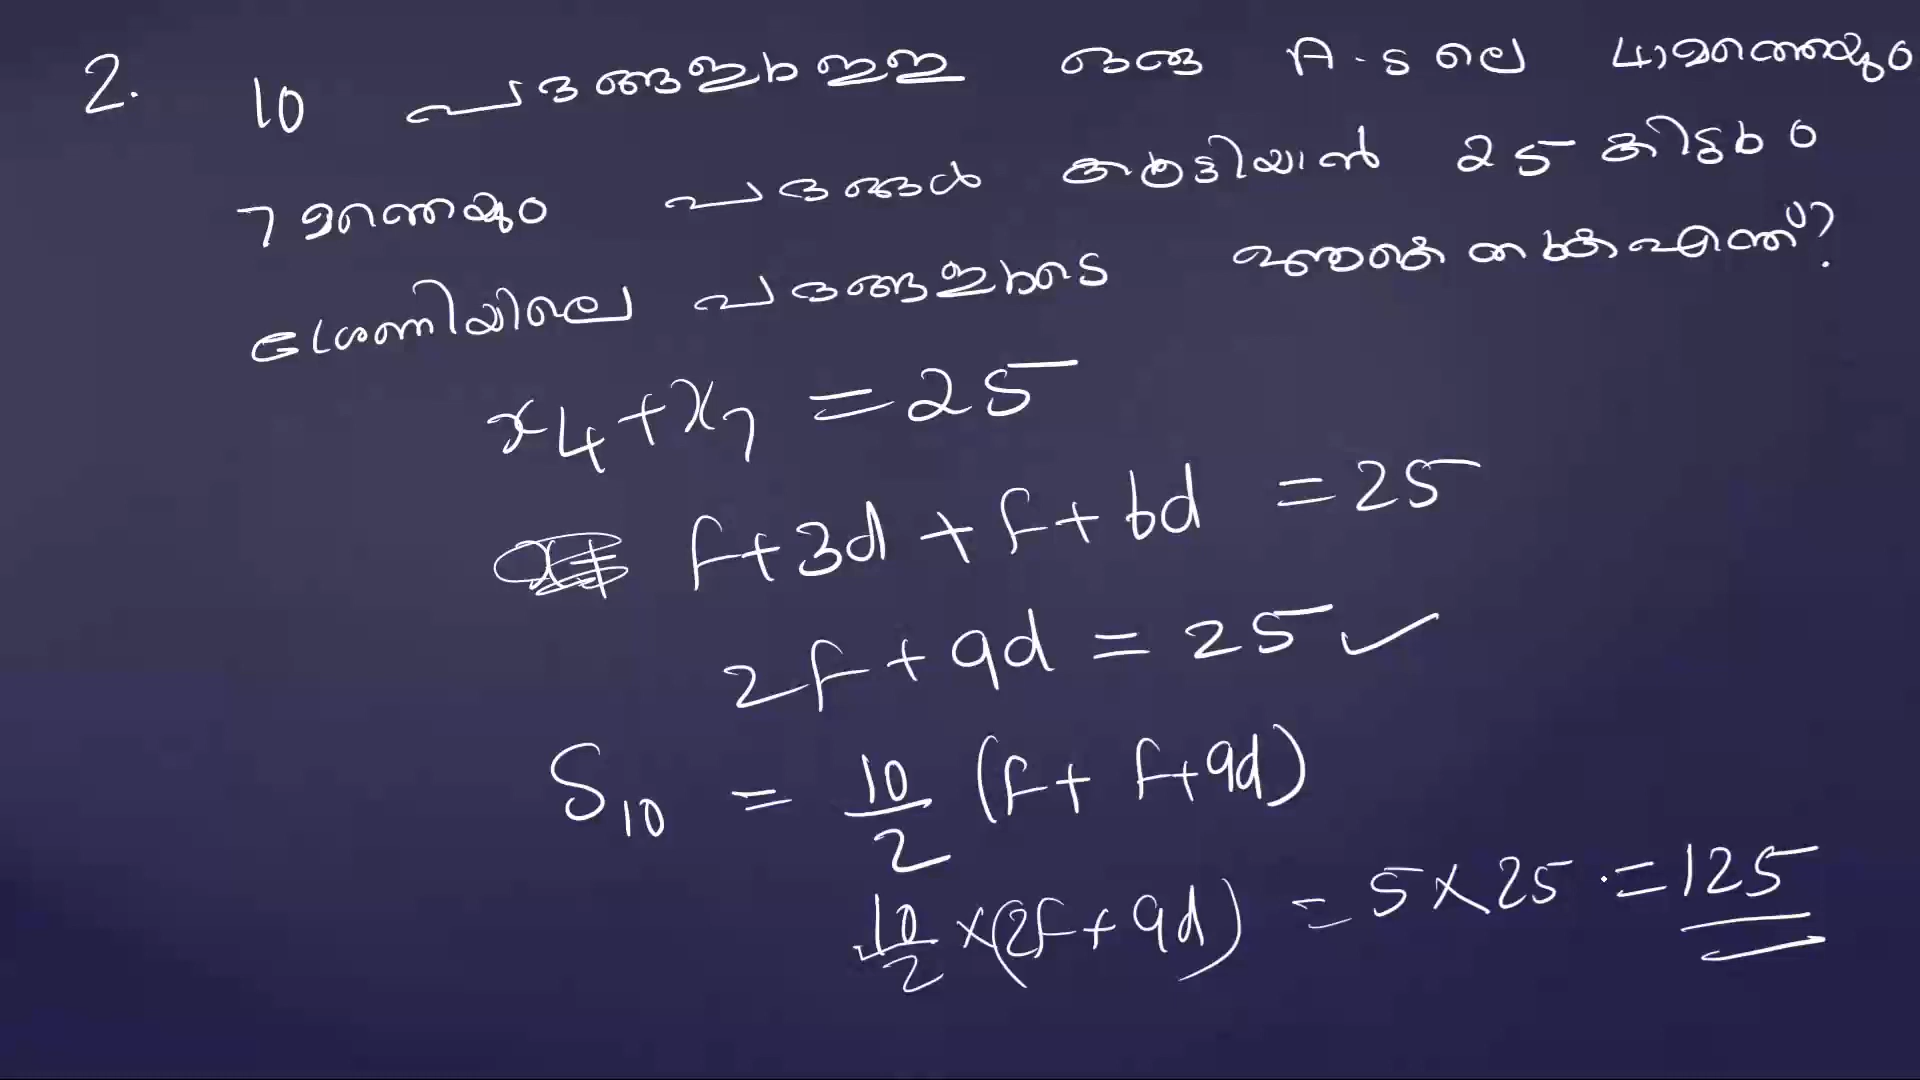 2. 10 പദങ്ങളുള്ള ഒരു A.S ലെ 4ാമത്തെയും
7 മത്തെയും പദങ്ങൾ കൂട്ടിയാൽ 25 കിട്ടും
ശ്രേണിയിലെ പദങ്ങളുടെ ആകെ തുക എന്ത്?
x4 + x7 = 25
f+3d + f+6d = 25
2f + 9d = 25 ✓
S10 = 10/2 (f + f+9d)
10/2 ×(2f+9d) = 5×25 = 125